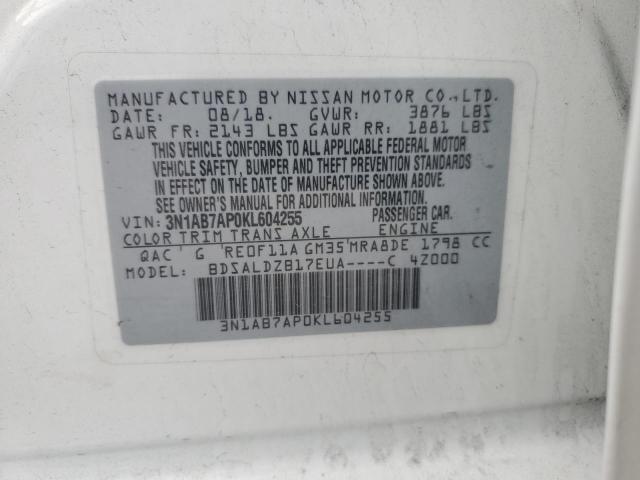 MANUFACTURED BY NISSAN MOTOR CO.,LTD.
DATE: 08/18. GVWR: 3876 LBS
GAWR FR: 2143 LBS GAWR RR: 1881 LBS
THIS VEHICLE CONFORMS TO ALL APPLICABLE FEDERAL MOTOR
VEHICLE SAFETY, BUMPER AND THEFT PREVENTION STANDARDS
IN EFFECT ON THE DATE OF MANUFACTURE SHOWN ABOVE.
SEE OWNER'S MANUAL FOR ADDITIONAL INFORMATION
VIN: 3N1AB7AP0KL604255 PASSENGER CAR.
COLOR TRIM TRANS AXLE ENGINE
QAC G RE0F11A GM35 MRA8DE 1798 CC
MODEL: BDSALDZB17EUA----C 4Z000
3N1AB7AP0KL604255